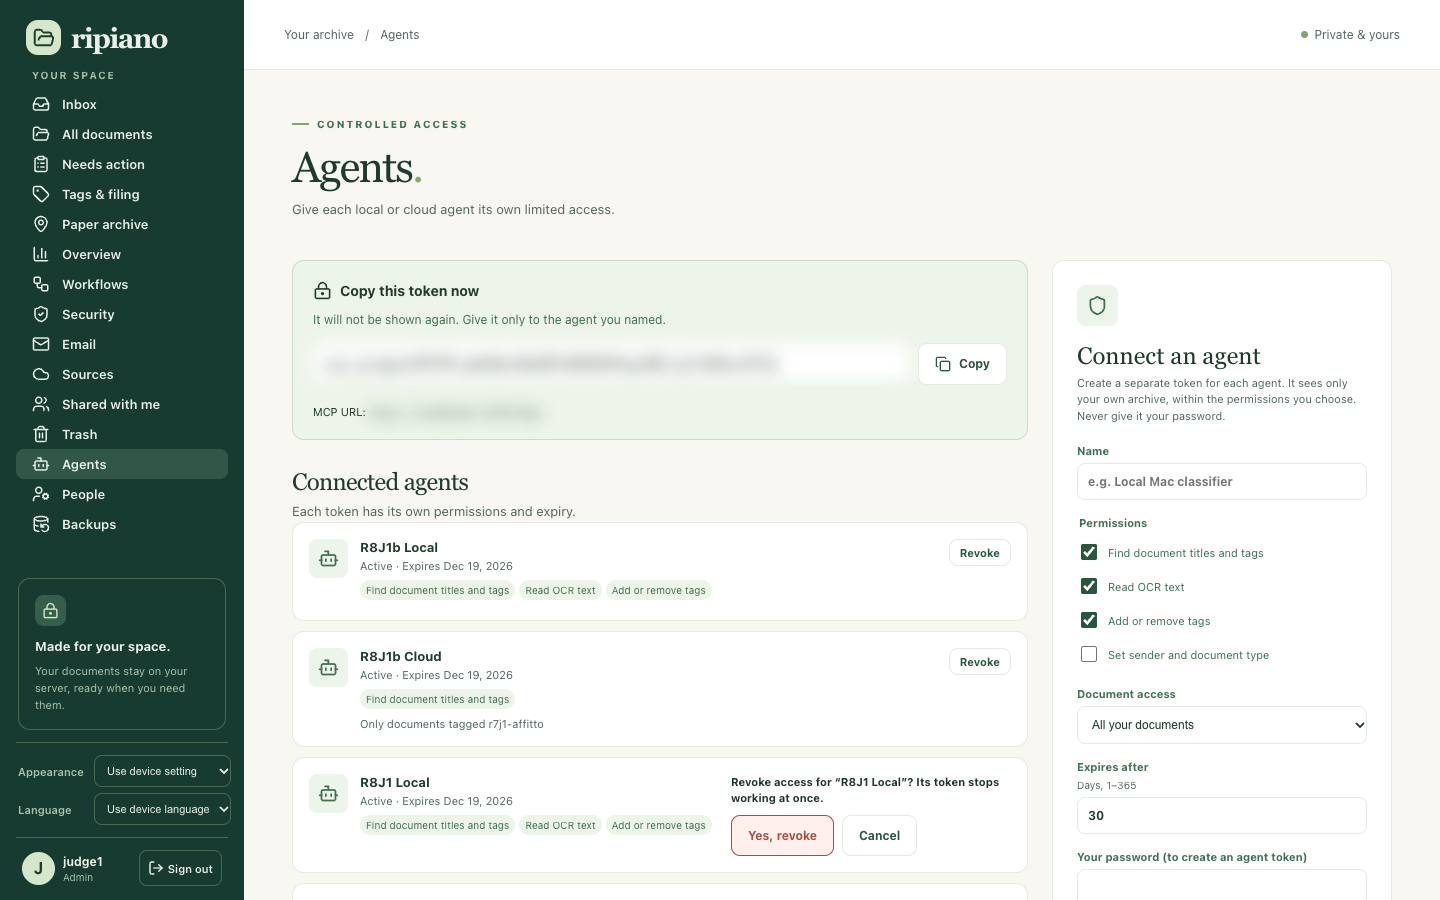 ripiano
YOUR SPACE
Inbox
All documents
Needs action
Tags & filing
Paper archive
Overview
Workflows
Security
Email
Sources
Shared with me
Trash
Agents
People
Backups
Made for your space.
Your documents stay on your
server, ready when you need
them.
Appearance
Use device setting
Language
Use device language
J
judge1
Admin
Sign out
Your archive / Agents
Private & yours
CONTROLLED ACCESS
Agents.
Give each local or cloud agent its own limited access.
Copy this token now
It will not be shown again. Give it only to the agent you named.
Copy
MCP URL:
Connected agents
Each token has its own permissions and expiry.
R8J1b Local
Active · Expires Dec 19, 2026
Find document titles and tags Read OCR text Add or remove tags
Revoke
R8J1b Cloud
Active · Expires Dec 19, 2026
Find document titles and tags
Only documents tagged r7j1-affitto
Revoke
R8J1 Local
Active · Expires Dec 19, 2026
Find document titles and tags Read OCR text Add or remove tags
Revoke access for “R8J1 Local”? Its token stops
working at once.
Yes, revoke
Cancel
Connect an agent
Create a separate token for each agent. It sees only
your own archive, within the permissions you choose.
Never give it your password.
Name
e.g. Local Mac classifier
Permissions
Find document titles and tags
Read OCR text
Add or remove tags
Set sender and document type
Document access
All your documents
Expires after
Days, 1–365
30
Your password (to create an agent token)